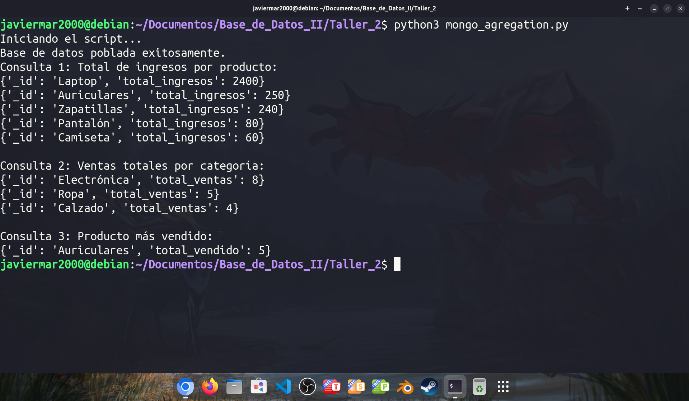 javiermar2000@debian: ~/Documentos/Base_de_Datos_II/Taller_2
javiermar2000@debian:~/Documentos/Base_de_Datos_II/Taller_2$ python3 mongo_agregation.py
Iniciando el script...
Base de datos poblada exitosamente.
Consulta 1: Total de ingresos por producto:
{'_id': 'Laptop', 'total_ingresos': 2400}
{'_id': 'Auriculares', 'total_ingresos': 250}
{'_id': 'Zapatillas', 'total_ingresos': 240}
{'_id': 'Pantalón', 'total_ingresos': 80}
{'_id': 'Camiseta', 'total_ingresos': 60}
Consulta 2: Ventas totales por categoría:
{'_id': 'Electrónica', 'total_ventas': 8}
{'_id': 'Ropa', 'total_ventas': 5}
{'_id': 'Calzado', 'total_ventas': 4}
Consulta 3: Producto más vendido:
{'_id': 'Auriculares', 'total_vendido': 5}
javiermar2000@debian:~/Documentos/Base_de_Datos_II/Taller_2$